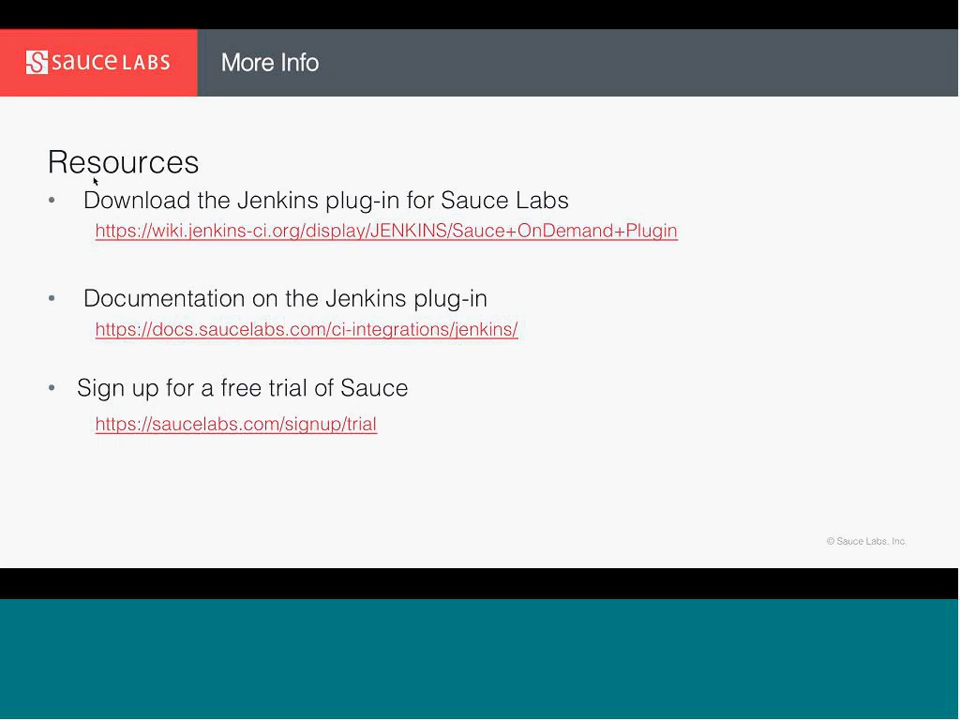 SAUCE LABS
More Info
Resources
• Download the Jenkins plug-in for Sauce Labs
https://wiki.jenkins-ci.org/display/JENKINS/Sauce+OnDemand+Plugin
• Documentation on the Jenkins plug-in
https://docs.saucelabs.com/ci-integrations/jenkins/
• Sign up for a free trial of Sauce
https://saucelabs.com/signup/trial
© Sauce Labs, Inc.